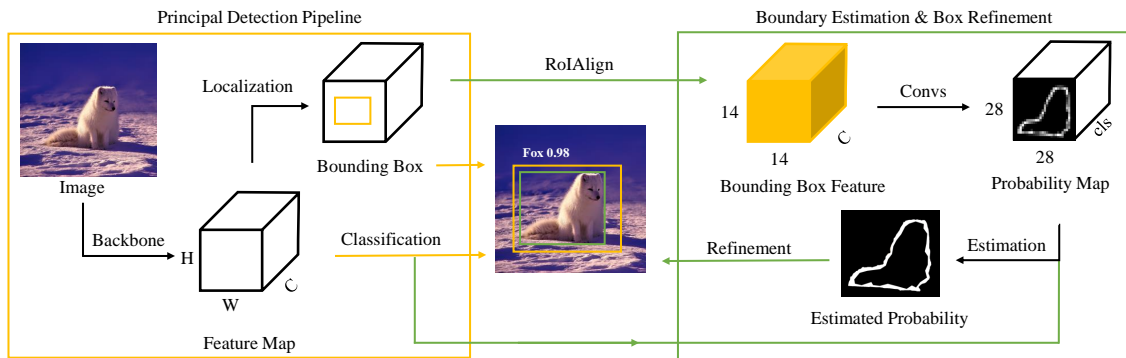 Principal Detection Pipeline
Boundary Estimation & Box Refinement
Localization
RoIAlign
Convs
14
C
28
cls
Fox 0.98
14
28
Image
Bounding Box
Bounding Box Feature
Probability Map
Backbone
Classification
Refinement
Estimation
H
C
W
Estimated Probability
Feature Map